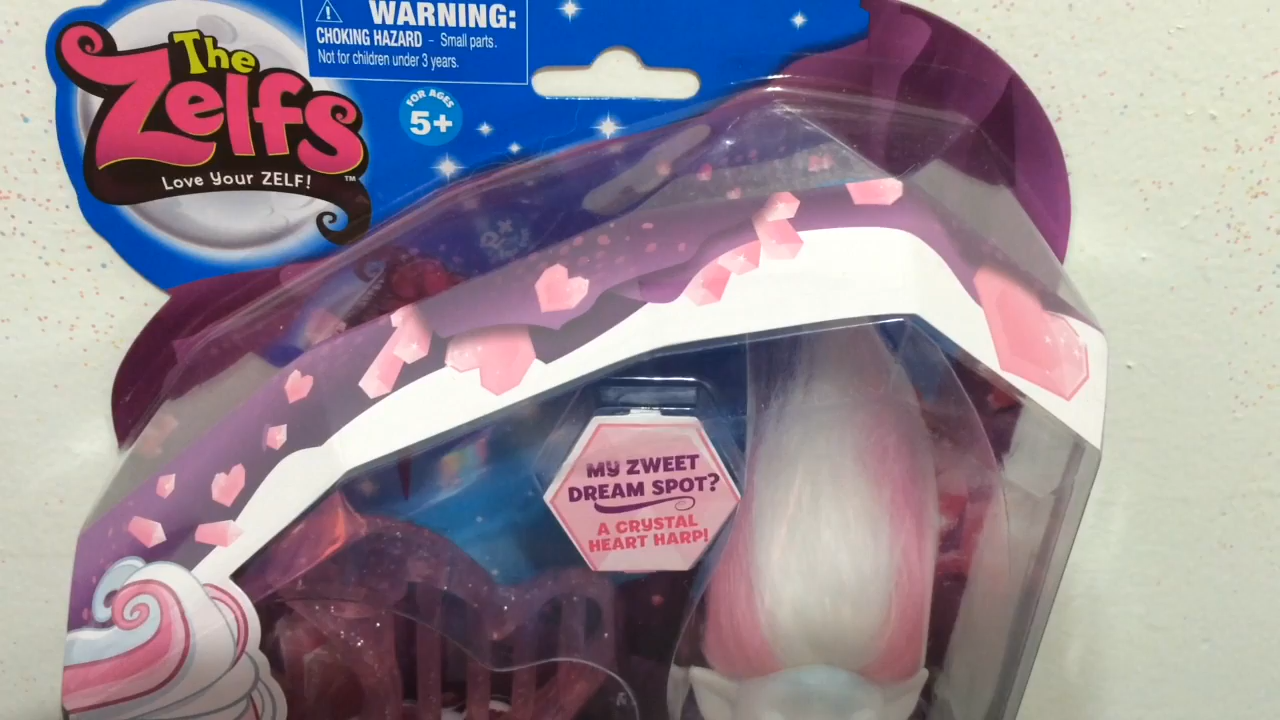 The
Zelfs
Love Your ZELF!™
⚠ WARNING:
CHOKING HAZARD - Small parts.
Not for children under 3 years.
FOR AGES
5+
MY ZWEET
DREAM SPOT?
A CRYSTAL
HEART HARP!